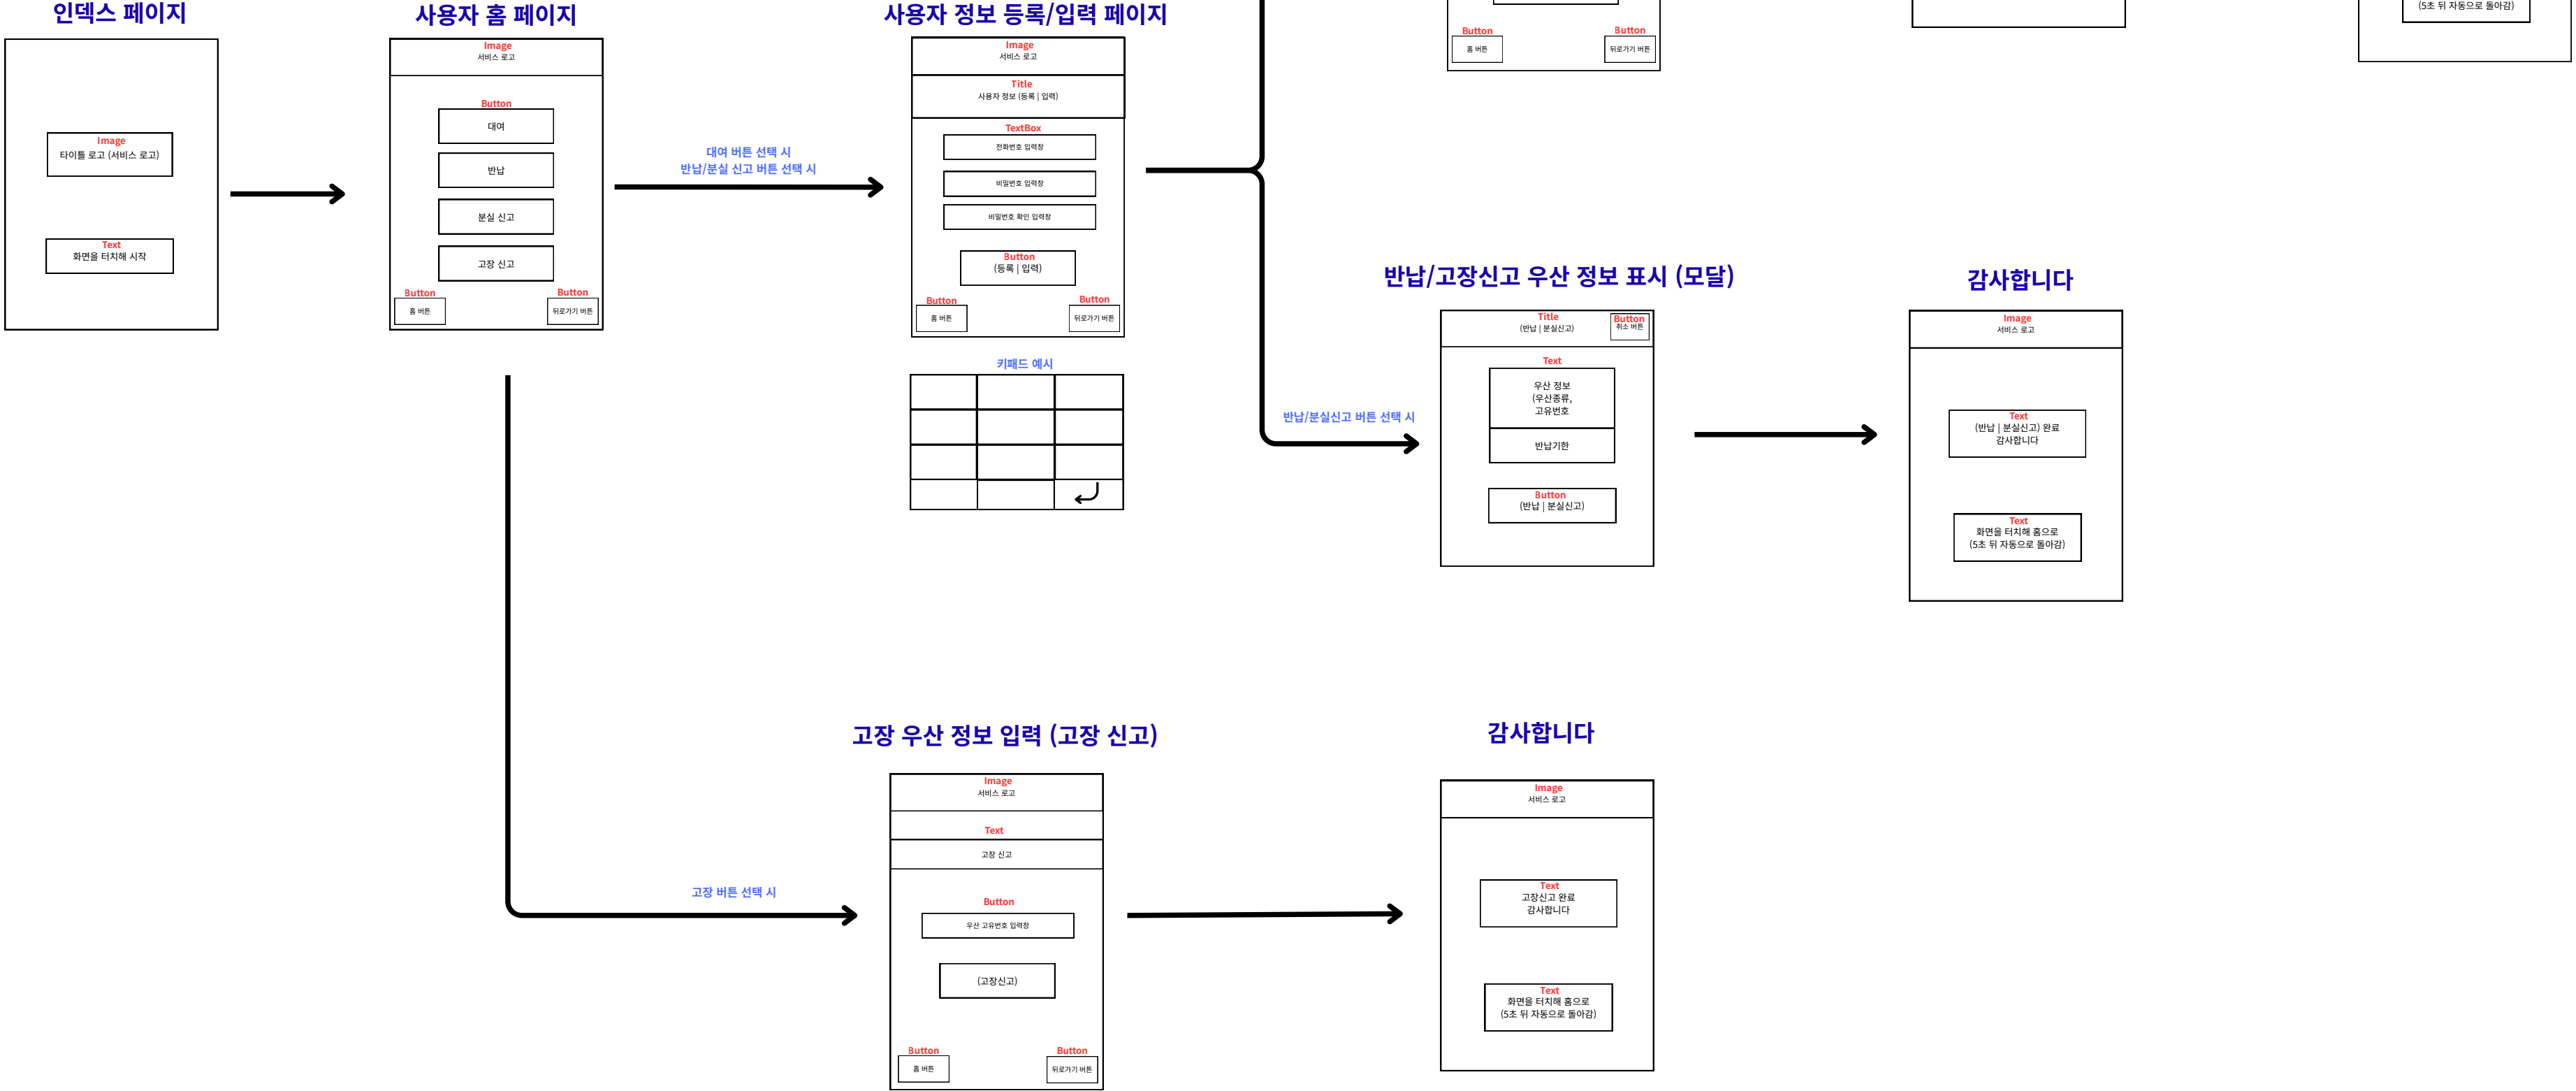 인덱스 페이지
Image
타이틀 로고 (서비스 로고)
Text
화면을 터치해 시작
사용자 홈 페이지
Image
서비스 로고
Button
대여
반납
분실 신고
고장 신고
Button
홈 버튼
Button
뒤로가기 버튼
대여 버튼 선택 시
반납/분실 신고 버튼 선택 시
사용자 정보 등록/입력 페이지
Image
서비스 로고
Title
사용자 정보 (등록 | 입력)
TextBox
전화번호 입력창
비밀번호 입력창
비밀번호 확인 입력창
Button
(등록 | 입력)
Button
홈 버튼
Button
뒤로가기 버튼
키패드 예시
Button
홈 버튼
Button
뒤로가기 버튼
(5초 뒤 자동으로 돌아감)
반납/분실신고 버튼 선택 시
반납/고장신고 우산 정보 표시 (모달)
Title
(반납 | 분실신고)
Button
취소 버튼
Text
우산 정보
(우산종류,
고유번호
반납기한
Button
(반납 | 분실신고)
감사합니다
Image
서비스 로고
Text
(반납 | 분실신고) 완료
감사합니다
Text
화면을 터치해 홈으로
(5초 뒤 자동으로 돌아감)
고장 버튼 선택 시
고장 우산 정보 입력 (고장 신고)
Image
서비스 로고
Text
고장 신고
Button
우산 고유번호 입력창
(고장신고)
Button
홈 버튼
Button
뒤로가기 버튼
감사합니다
Image
서비스 로고
Text
고장신고 완료
감사합니다
Text
화면을 터치해 홈으로
(5초 뒤 자동으로 돌아감)